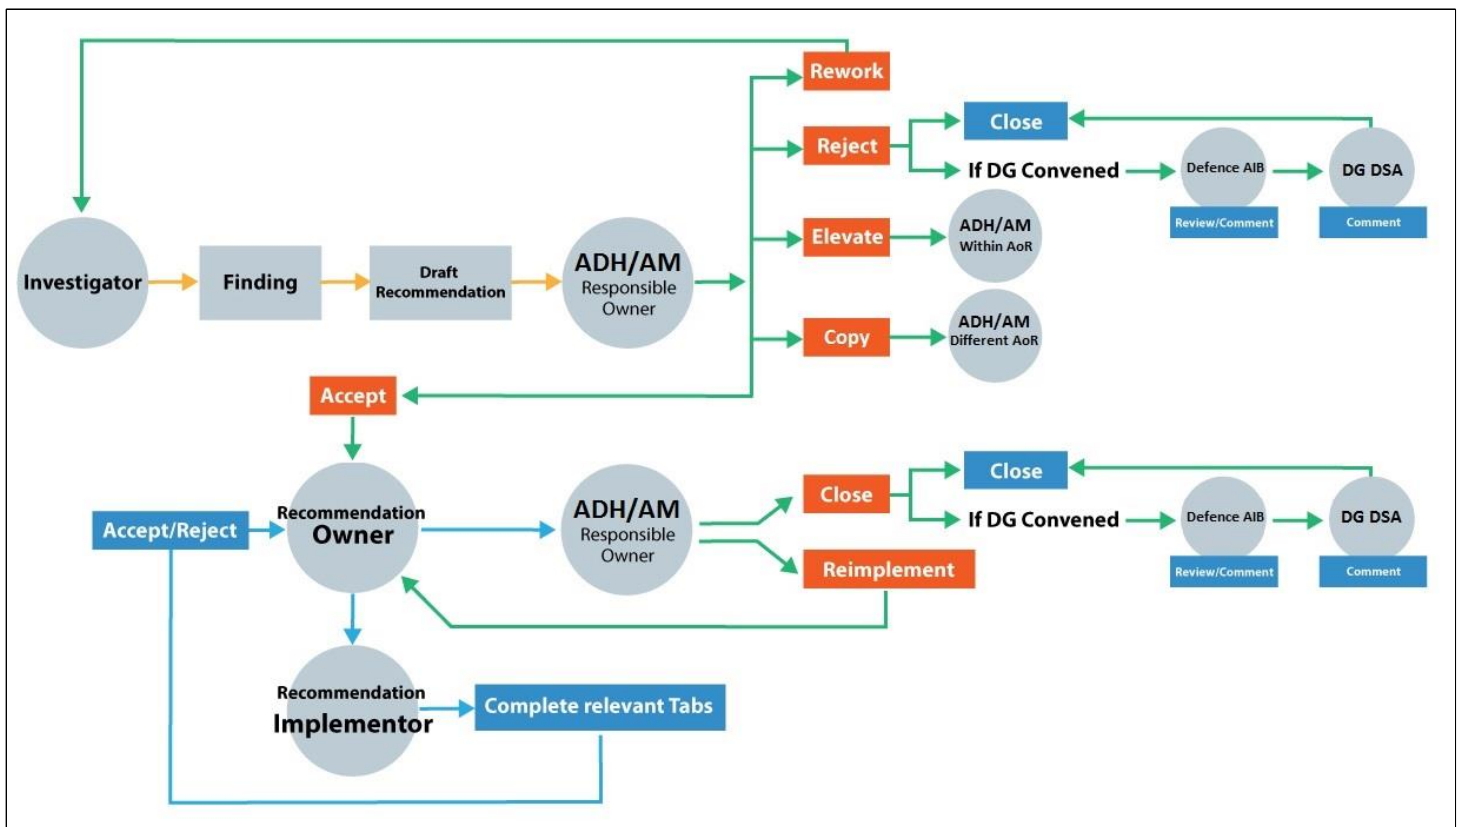 Rework
Close
Reject
If DG Convened
Defence AIB
DG DSA
Review/Comment
Comment
Elevate
ADH/AM
Within AoR
Investigator
Finding
Draft
Recommendation
ADH/AM
Responsible
Owner
Copy
ADH/AM
Different AoR
Accept
Recommendation
Owner
Accept/Reject
ADH/AM
Responsible
Owner
Close
Close
If DG Convened
Defence AIB
DG DSA
Review/Comment
Comment
Reimplement
Recommendation
Implementor
Complete relevant Tabs